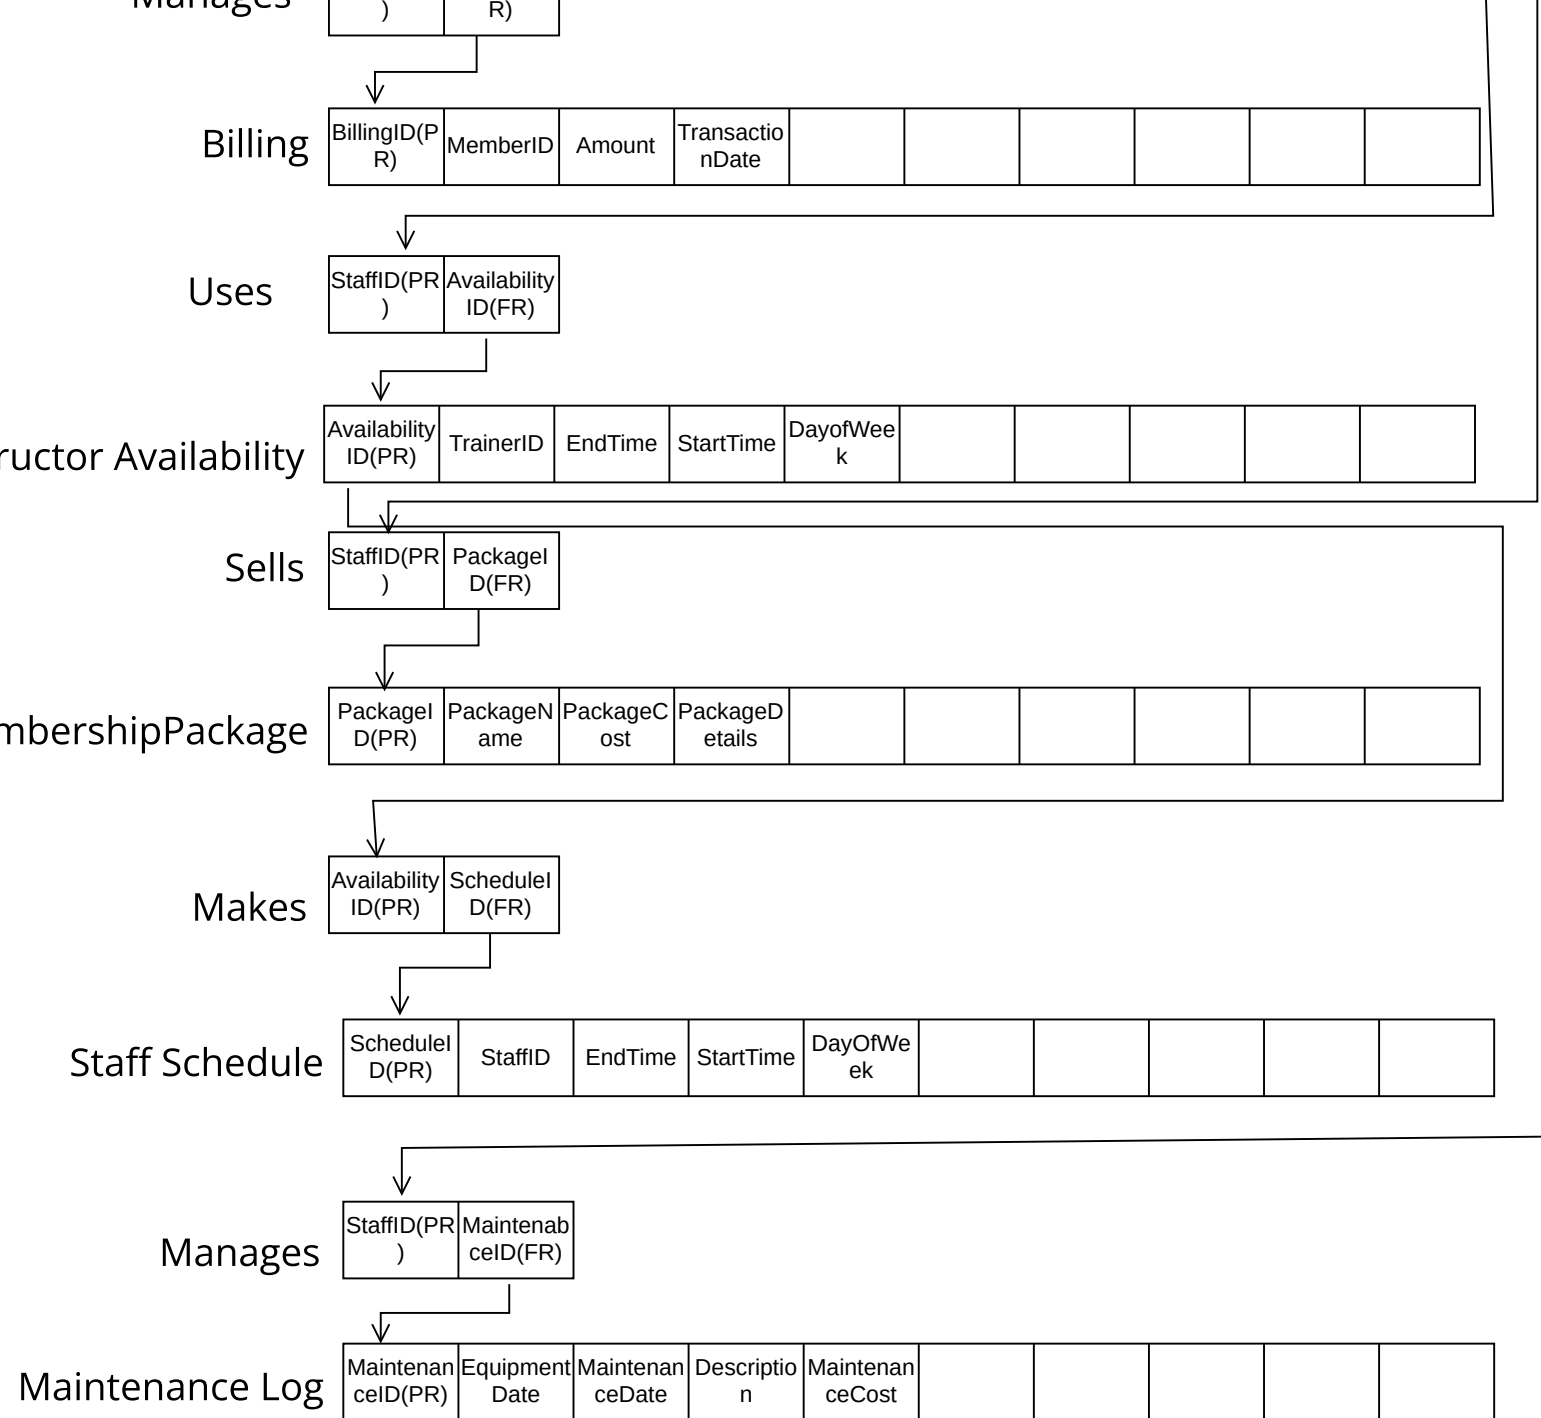 Manages
)
R)
Billing
BillingID(P
R)
MemberID
Amount
Transactio
nDate
Uses
StaffID(PR
)
Availability
ID(FR)
ructor Availability
Availability
ID(PR)
TrainerID
EndTime
StartTime
DayofWee
k
Sells
StaffID(PR
)
PackageI
D(FR)
mbershipPackage
PackageI
D(PR)
PackageN
ame
PackageC
ost
PackageD
etails
Makes
Availability
ID(PR)
ScheduleI
D(FR)
Staff Schedule
ScheduleI
D(PR)
StaffID
EndTime
StartTime
DayOfWe
ek
Manages
StaffID(PR
)
Maintenab
ceID(FR)
Maintenance Log
Maintenan
ceID(PR)
Equipment
Date
Maintenan
ceDate
Descriptio
n
Maintenan
ceCost